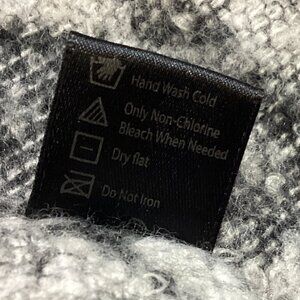 Hand Wash Cold
Only Non-Chlorine
Bleach When Needed
Dry flat
Do Not Iron